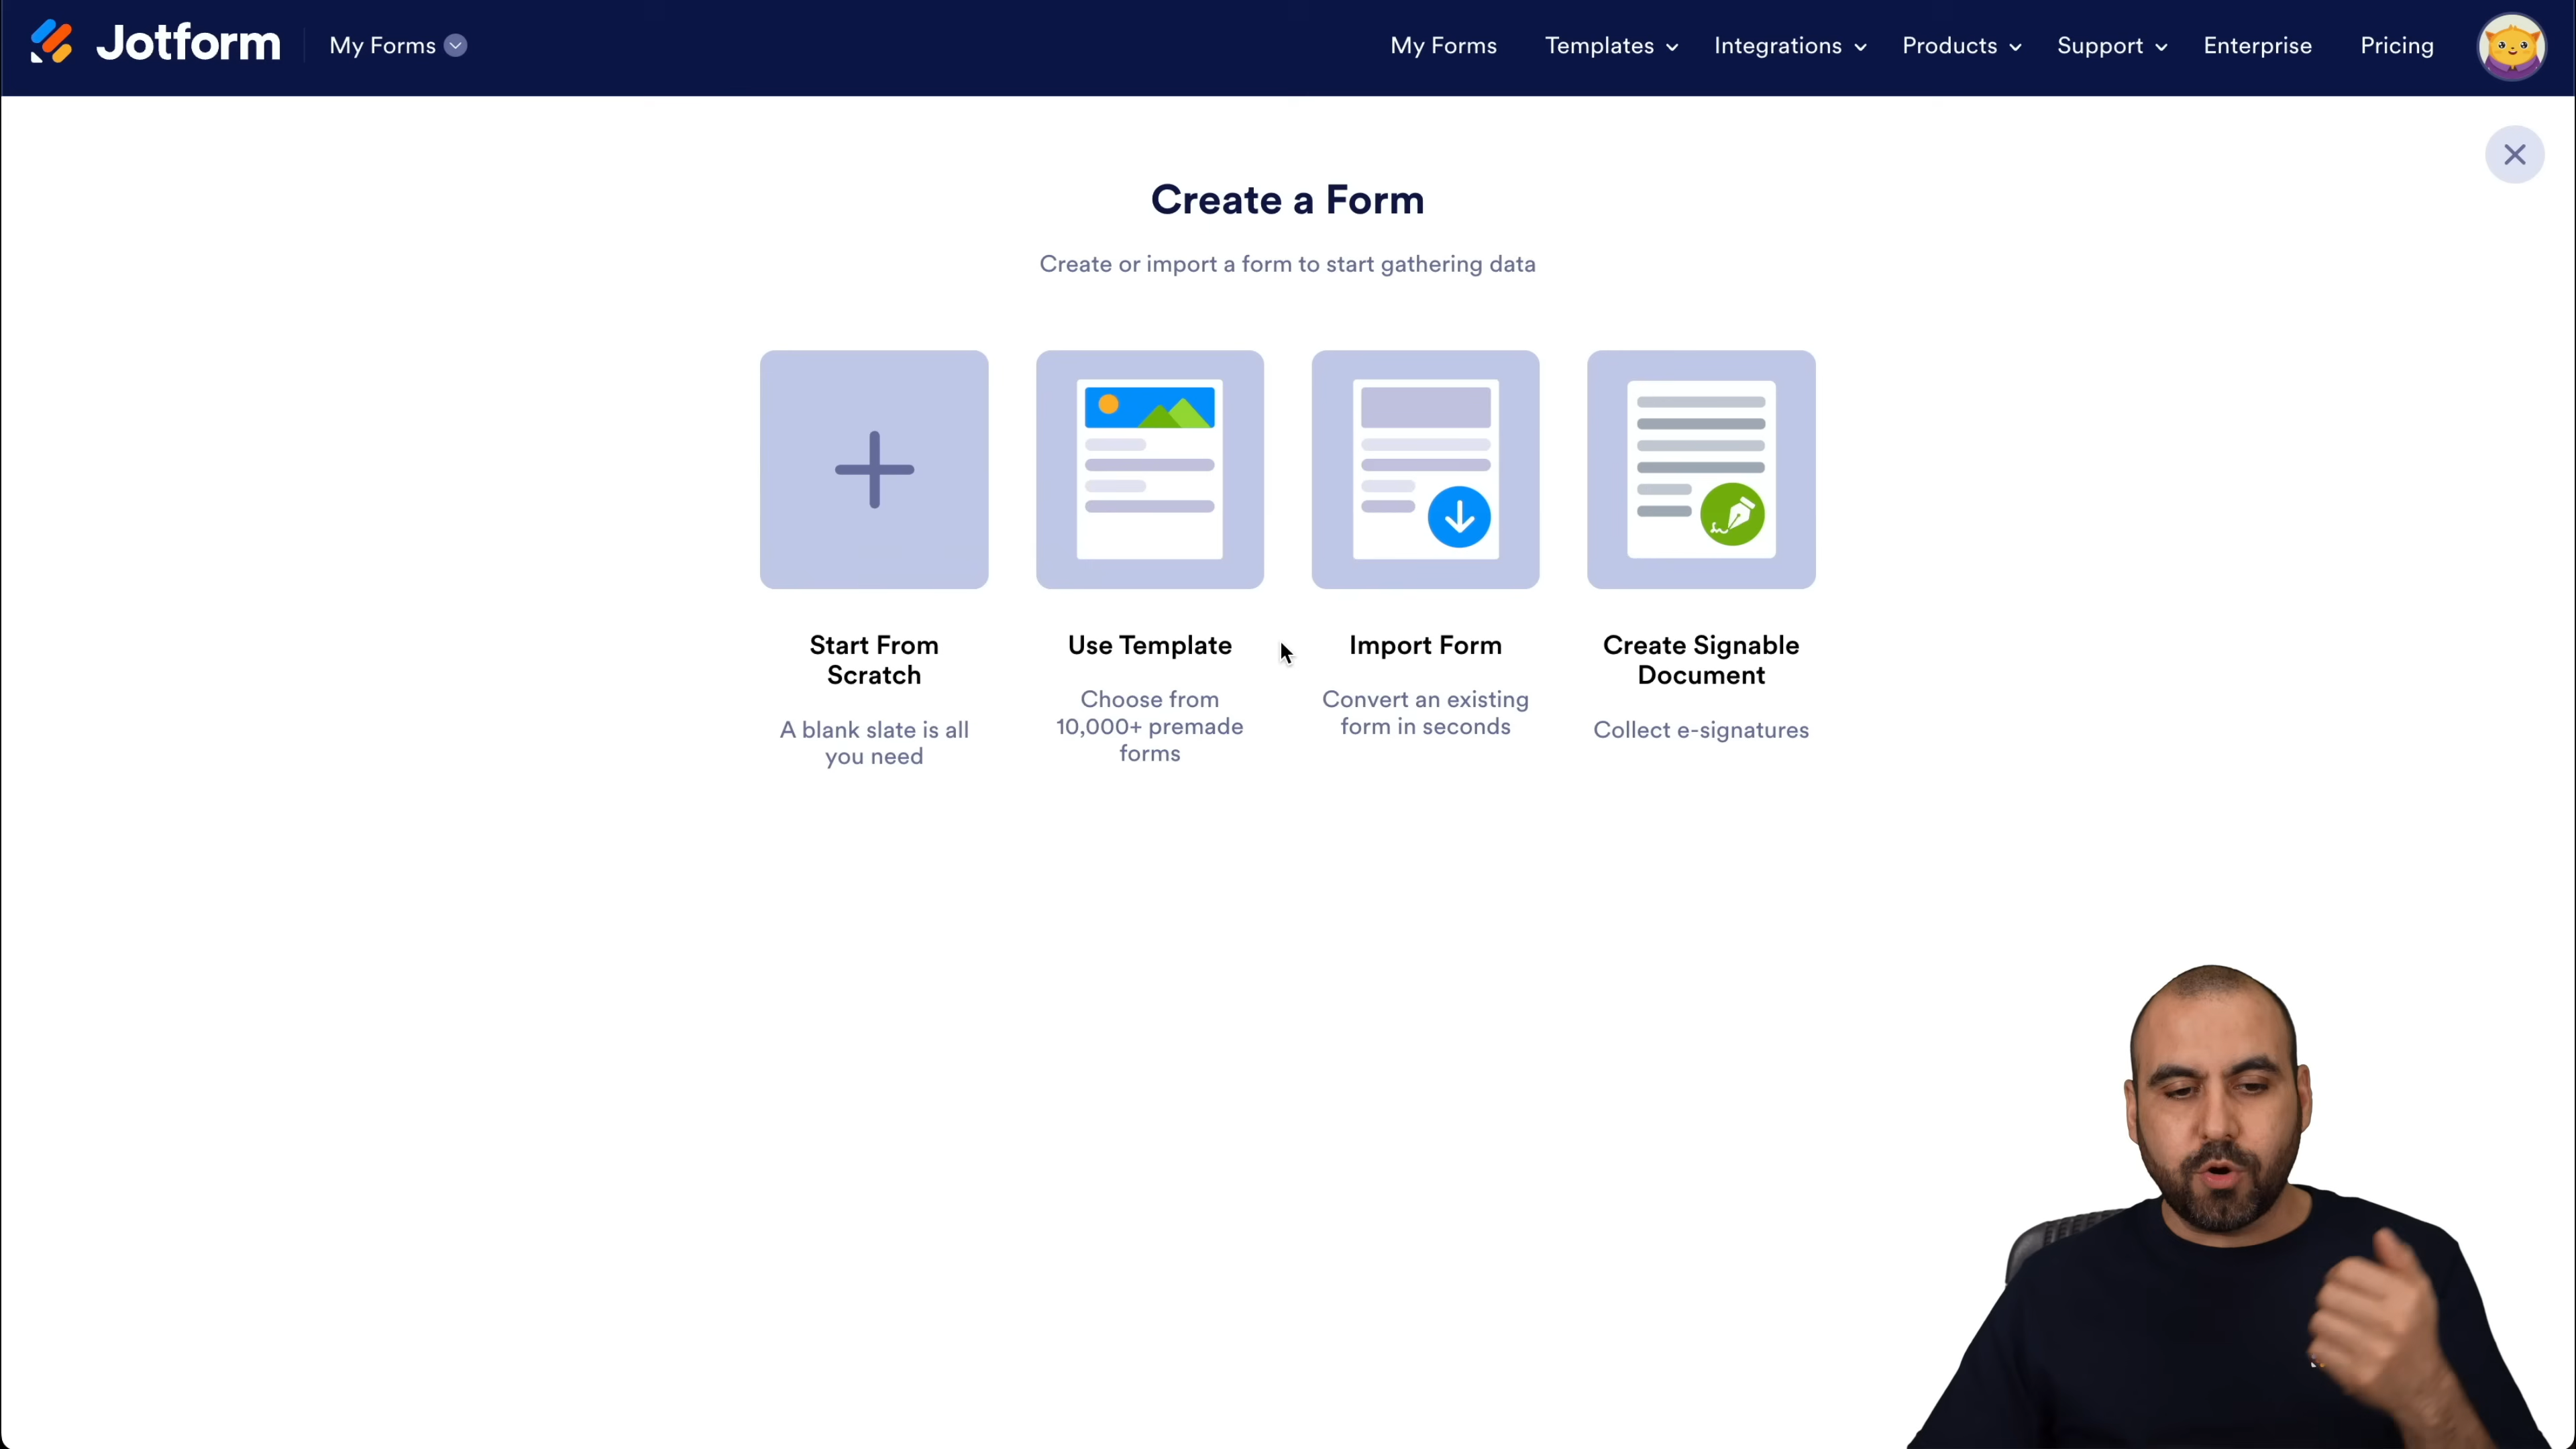 Jotform
My Forms
My Forms
Templates
Integrations
Products
Support
Enterprise
Pricing
Create a Form
Create or import a form to start gathering data
Start From
Scratch
A blank slate is all
you need
Use Template
Choose from
10,000+ premade
forms
Import Form
Convert an existing
form in seconds
Create Signable
Document
Collect e-signatures